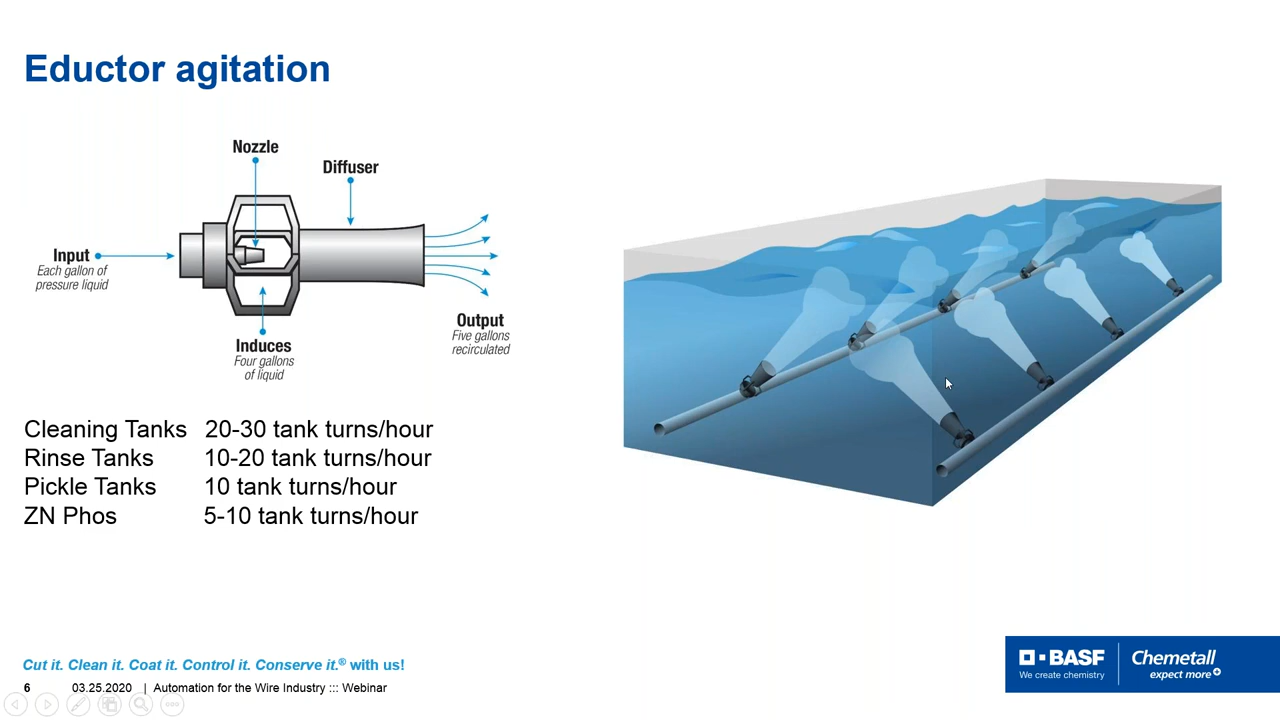 Eductor agitation
Nozzle
Diffuser
Input
Each gallon of
pressure liquid
Induces
Four gallons
of liquid
Output
Five gallons
recirculated
Cleaning Tanks 20-30 tank turns/hour
Rinse Tanks 10-20 tank turns/hour
Pickle Tanks 10 tank turns/hour
ZN Phos 5-10 tank turns/hour
Cut it. Clean it. Coat it. Control it. Conserve it.® with us!
6 03.25.2020 | Automation for the Wire Industry ::: Webinar
BASF
We create chemistry
Chemetall
expect more+